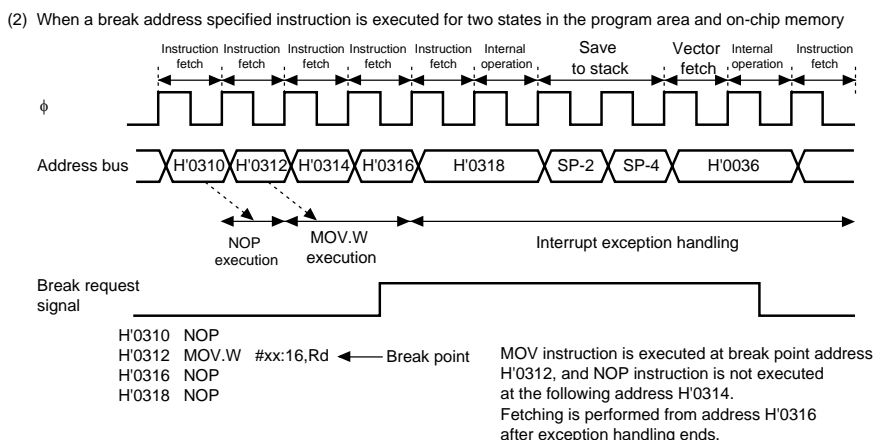 (2) When a break address specified instruction is executed for two states in the program area and on-chip memory
Instruction fetch
Instruction fetch
Instruction fetch
Instruction fetch
Instruction fetch
Internal operation
Save to stack
Vector fetch
Internal operation
Instruction fetch
ϕ
Address bus H'0310 H'0312 H'0314 H'0316 H'0318 SP-2 SP-4 H'0036
NOP execution
MOV.W execution
Interrupt exception handling
Break request
signal
H'0310 NOP
H'0312 MOV.W #xx:16,Rd Break point
H'0316 NOP
H'0318 NOP
MOV instruction is executed at break point address
H'0312, and NOP instruction is not executed
at the following address H'0314.
Fetching is performed from address H'0316
after exception handling ends.